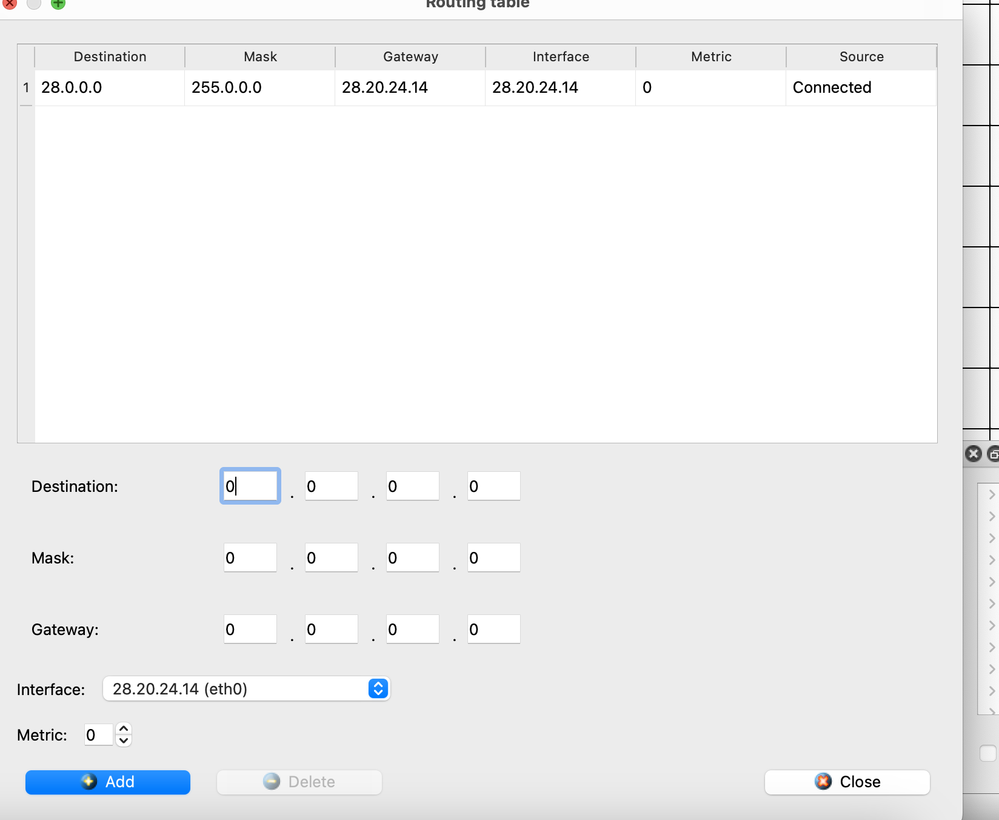 Routing table
Destination Mask Gateway Interface Metric Source
1 28.0.0.0 255.0.0.0 28.20.24.14 28.20.24.14 0 Connected
Destination: 0 . 0 . 0 . 0
Mask: 0 . 0 . 0 . 0
Gateway: 0 . 0 . 0 . 0
Interface: 28.20.24.14 (eth0)
Metric: 0
Add Delete Close